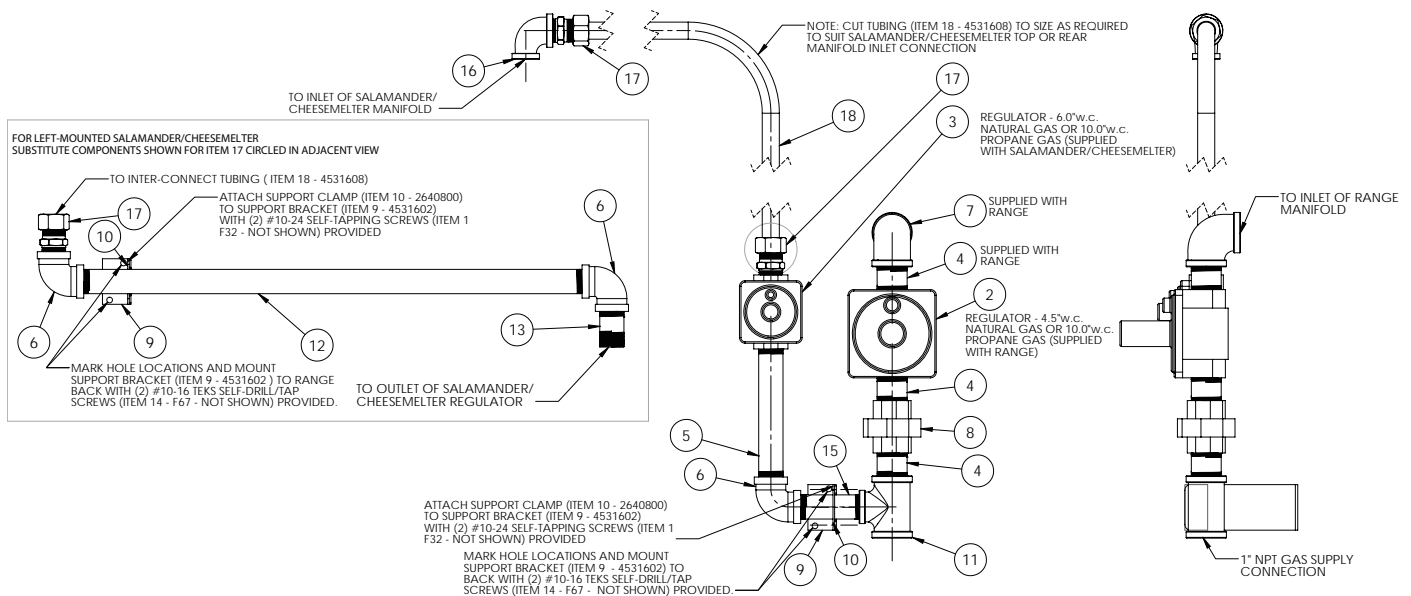 NOTE: CUT TUBING (ITEM 18 - 4531608) TO SIZE AS REQUIRED
TO SUIT SALAMANDER/CHEESEMELTER TOP OR REAR
MANIFOLD INLET CONNECTION
16
17
TO INLET OF SALAMANDER/
CHEESEMELTER MANIFOLD
17
18
3
REGULATOR - 6.0"w.c.
NATURAL GAS OR 10.0"w.c.
PROPANE GAS (SUPPLIED
WITH SALAMANDER/CHEESEMELTER)
FOR LEFT-MOUNTED SALAMANDER/CHEESEMELTER
SUBSTITUTE COMPONENTS SHOWN FOR ITEM 17 CIRCLED IN ADJACENT VIEW
TO INTER-CONNECT TUBING ( ITEM 18 - 4531608)
ATTACH SUPPORT CLAMP (ITEM 10 - 2640800)
TO SUPPORT BRACKET (ITEM 9 - 4531602)
WITH (2) #10-24 SELF-TAPPING SCREWS (ITEM 1
F32 - NOT SHOWN) PROVIDED
17
10
6
6
9
12
13
MARK HOLE LOCATIONS AND MOUNT
SUPPORT BRACKET (ITEM 9 - 4531602 ) TO RANGE
BACK WITH (2) #10-16 TEKS SELF-DRILL/TAP
SCREWS (ITEM 14 - F67 - NOT SHOWN) PROVIDED.
TO OUTLET OF SALAMANDER/
CHEESEMELTER REGULATOR
7
SUPPLIED WITH
RANGE
4
SUPPLIED WITH
RANGE
2
REGULATOR - 4.5"w.c.
NATURAL GAS OR 10.0"w.c.
PROPANE GAS (SUPPLIED
WITH RANGE)
TO INLET OF RANGE
MANIFOLD
4
8
5
15
4
6
ATTACH SUPPORT CLAMP (ITEM 10 - 2640800)
TO SUPPORT BRACKET (ITEM 9 - 4531602)
WITH (2) #10-24 SELF-TAPPING SCREWS (ITEM 1
F32 - NOT SHOWN) PROVIDED
MARK HOLE LOCATIONS AND MOUNT
SUPPORT BRACKET (ITEM 9 - 4531602) TO
BACK WITH (2) #10-16 TEKS SELF-DRILL/TAP
SCREWS (ITEM 14 - F67 - NOT SHOWN) PROVIDED.
9
10
11
1" NPT GAS SUPPLY
CONNECTION